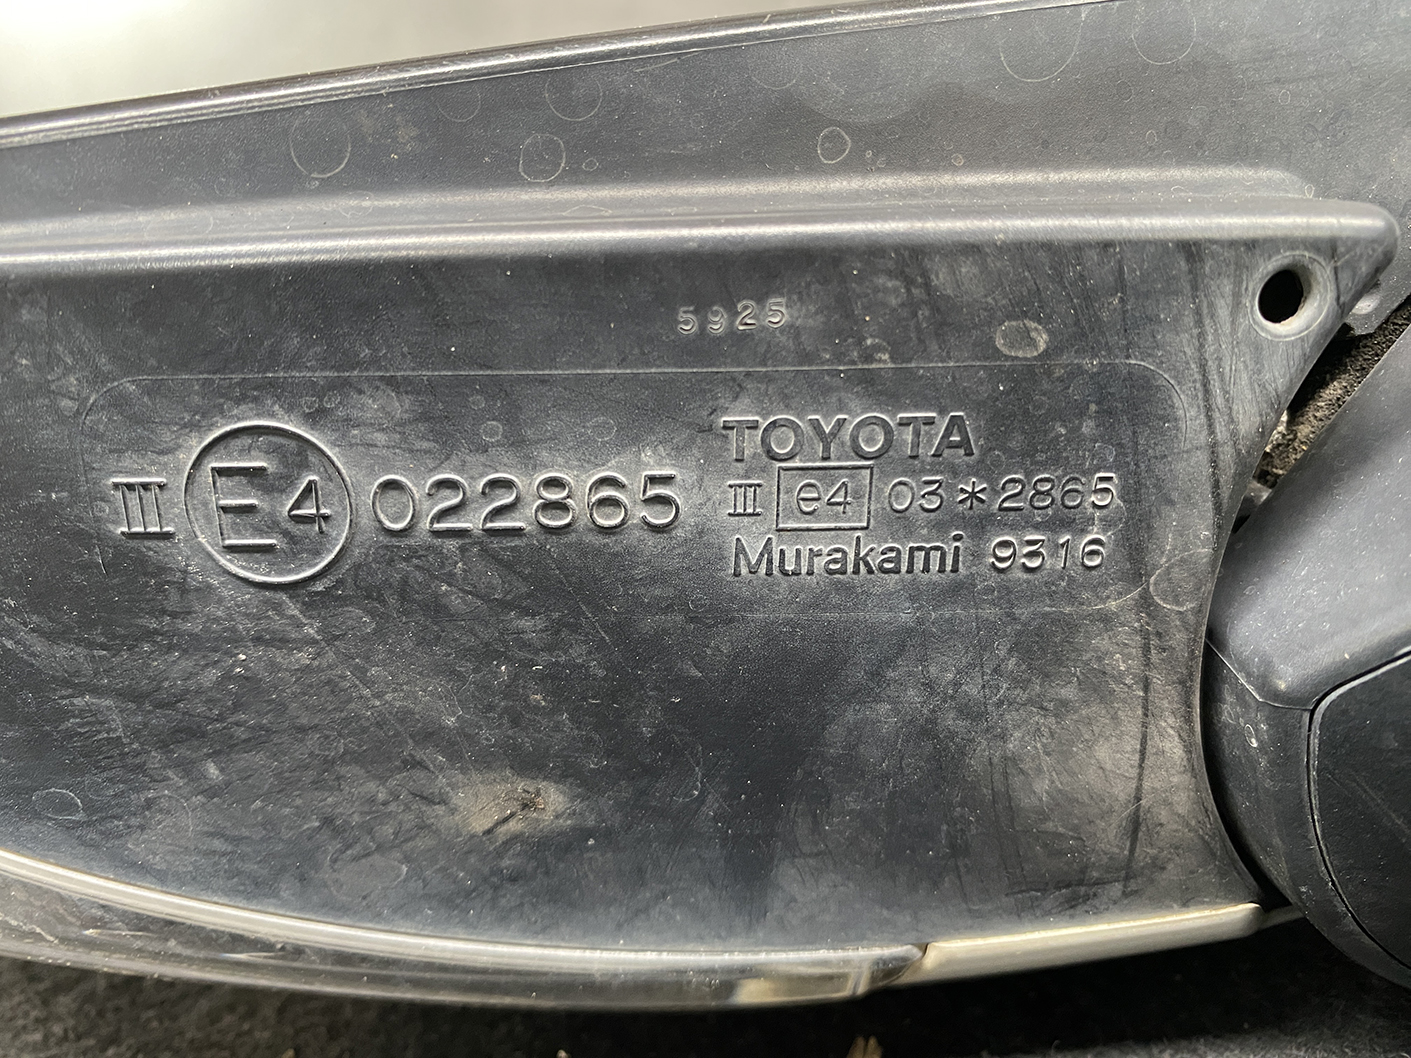 5925
III E4 022865
TOYOTA
III e4 03*2865
Murakami 9316